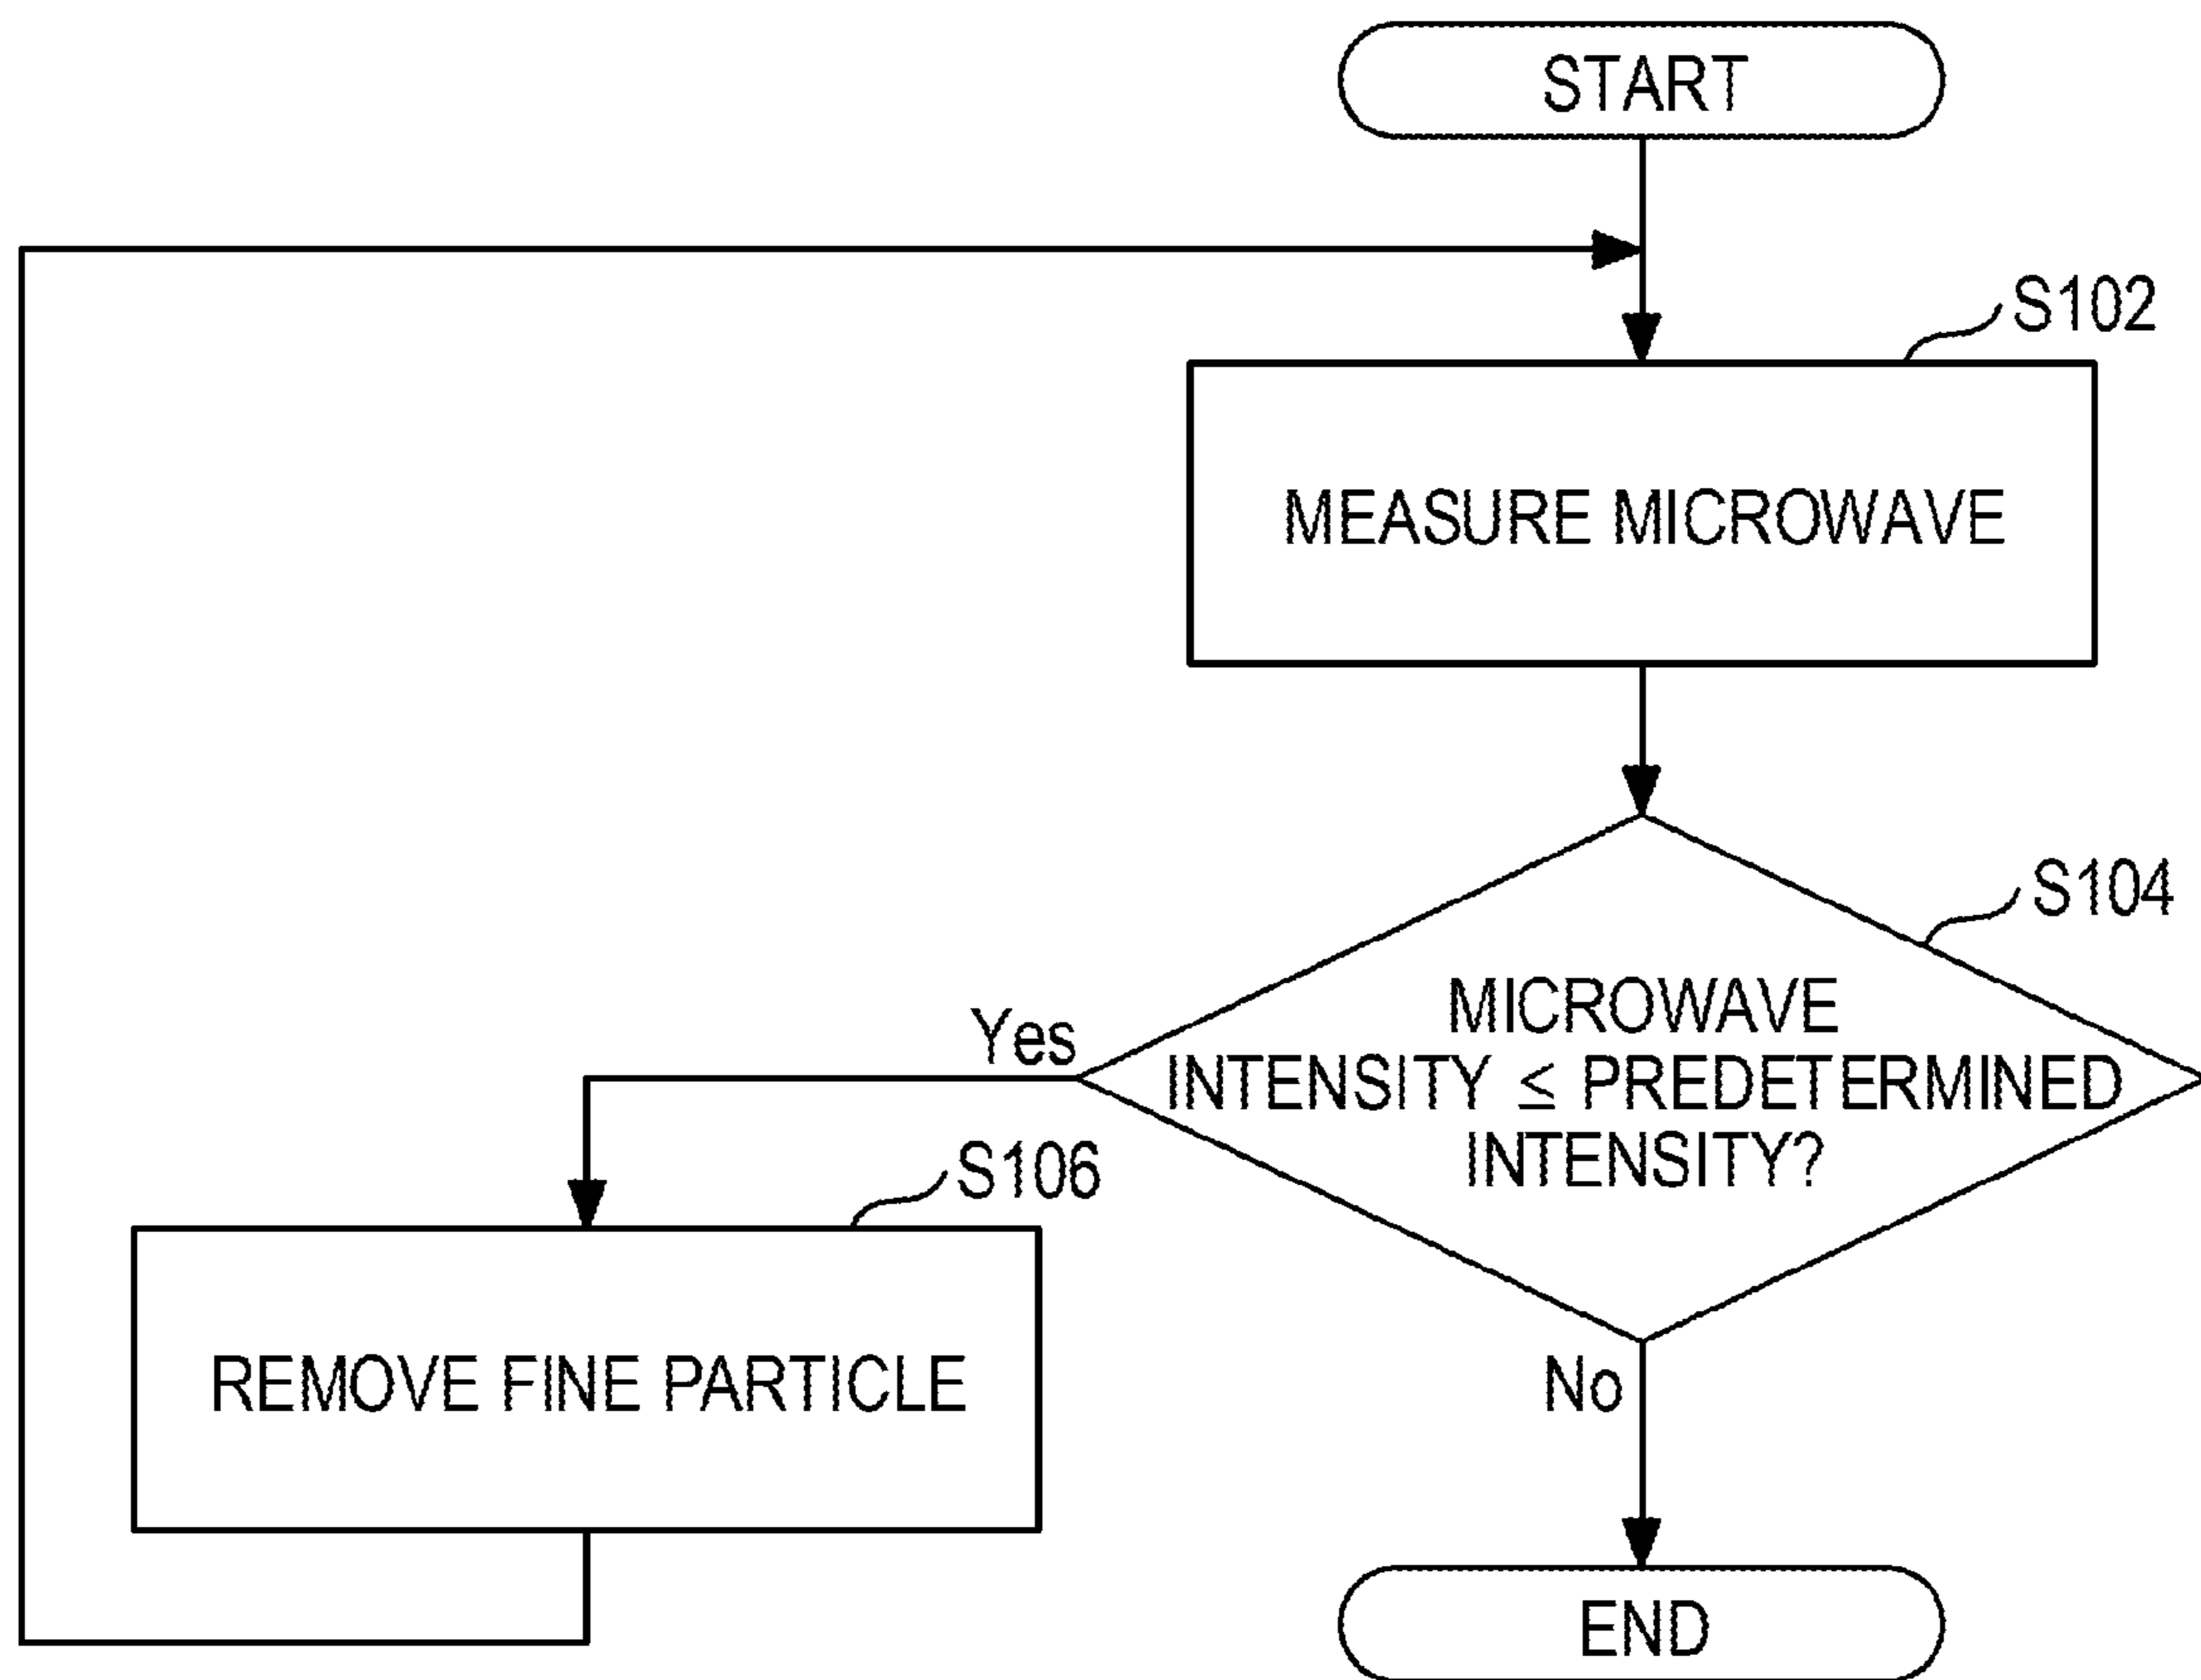 START
S102
MEASURE MICROWAVE
S104
MICROWAVE
INTENSITY ≤ PREDETERMINED
INTENSITY?
Yes
S106
REMOVE FINE PARTICLE
No
END